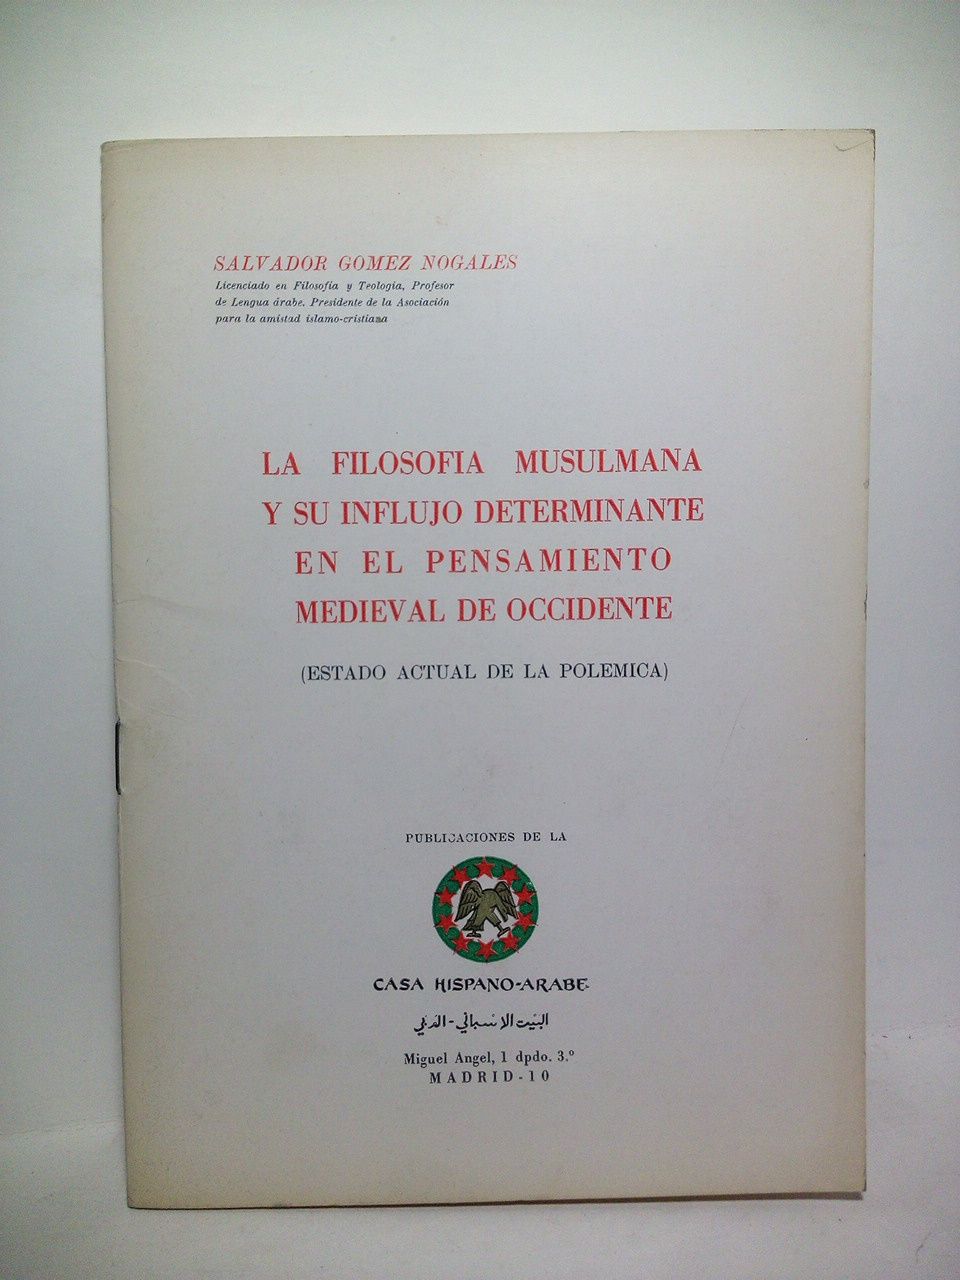 SALVADOR GOMEZ NOGALES
Licenciado en Filosofía y Teología, Profesor
de Lengua árabe. Presidente de la Asociación
para la amistad islamo-cristiana
LA FILOSOFIA MUSULMANA
Y SU INFLUJO DETERMINANTE
EN EL PENSAMIENTO
MEDIEVAL DE OCCIDENTE
(ESTADO ACTUAL DE LA POLEMICA)
PUBLICACIONES DE LA
CASA HISPANO-ARABE
البيت الاسباني - العربي
Miguel Angel, 1 dpdo. 3.º
MADRID-10